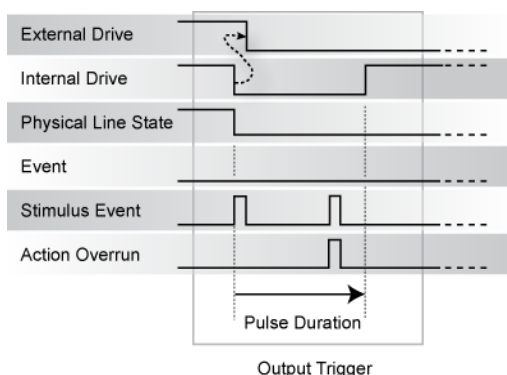 External Drive
Internal Drive
Physical Line State
Event
Stimulus Event
Action Overrun
Pulse Duration
Output Trigger